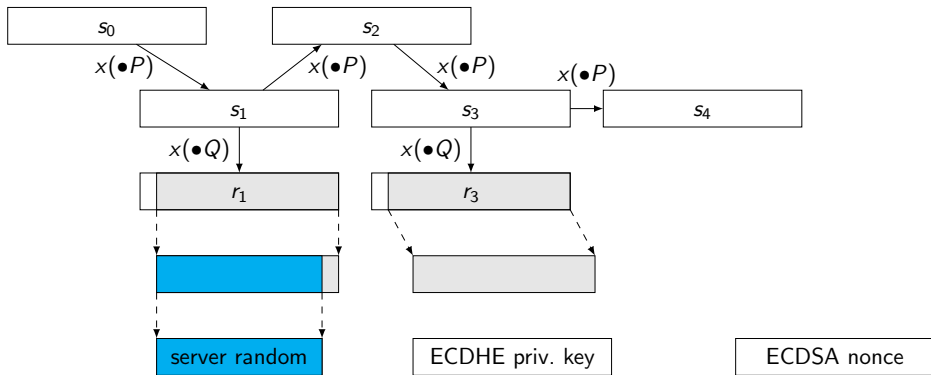 s₀
s₂
x(●P)
x(●P)
x(●P)
x(●P)
s₁
s₃
s₄
x(●Q)
x(●Q)
r₁
r₃
server random
ECDHE priv. key
ECDSA nonce